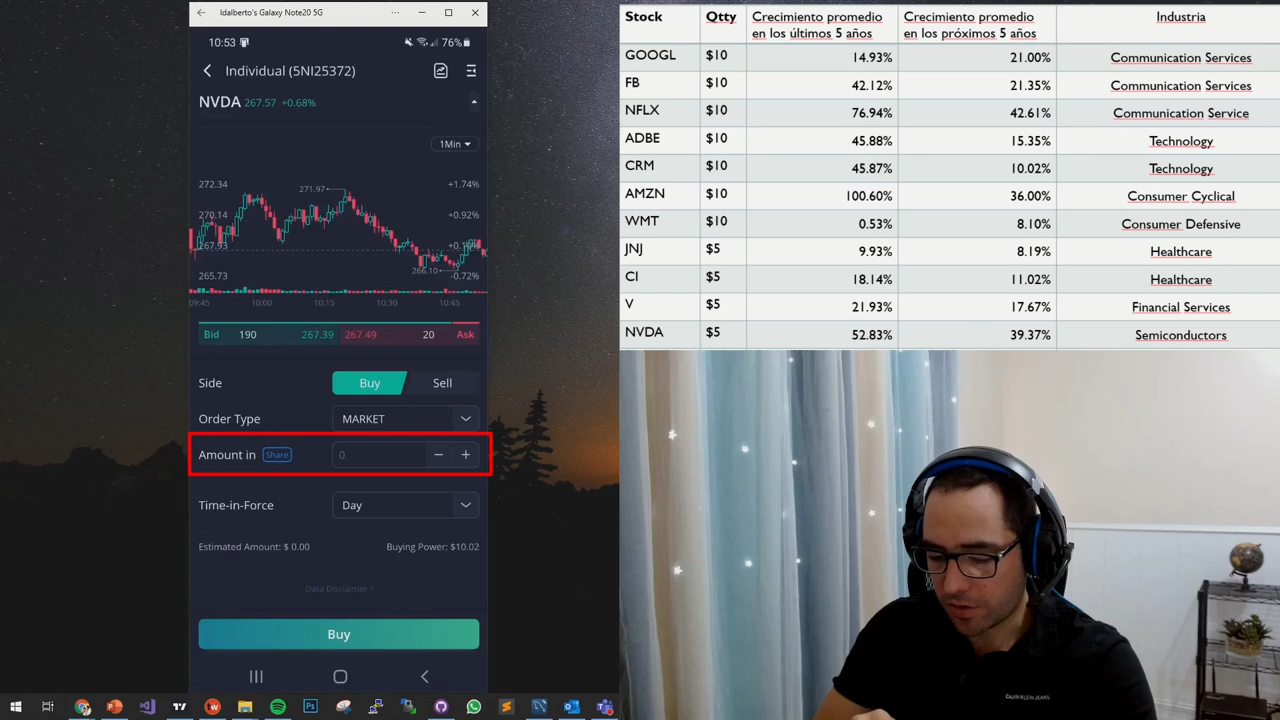 Idalberto's Galaxy Note20 5G
10:53
76%
Individual (5NI25372)
NVDA 267.57 +0.68%
1Min
272.34
271.97
+1.74%
270.14
+0.92%
267.93
265.73
266.10
-0.72%
09:45 10:00 10:15 10:30 10:45
Bid 190 267.39 267.49 20 Ask
Side Buy Sell
Order Type MARKET
Amount in Share 0
Time-in-Force Day
Estimated Amount: $ 0.00 Buying Power: $10.02
Data Disclaimer
Buy
Stock Qtty Crecimiento promedio en los últimos 5 años Crecimiento promedio en los próximos 5 años Industria
GOOGL $10 14.93% 21.00% Communication Services
FB $10 42.12% 21.35% Communication Services
NFLX $10 76.94% 42.61% Communication Service
ADBE $10 45.88% 15.35% Technology
CRM $10 45.87% 10.02% Technology
AMZN $10 100.60% 36.00% Consumer Cyclical
WMT $10 0.53% 8.10% Consumer Defensive
JNJ $5 9.93% 8.19% Healthcare
CI $5 18.14% 11.02% Healthcare
V $5 21.93% 17.67% Financial Services
NVDA $5 52.83% 39.37% Semiconductors